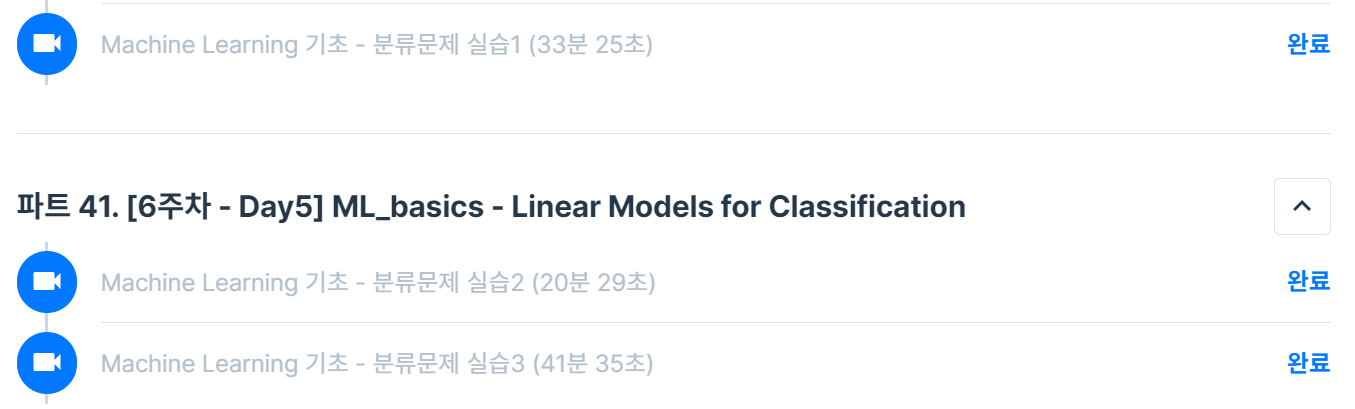 Machine Learning 기초 - 분류문제 실습1 (33분 25초) 완료
파트 41. [6주차 - Day5] ML_basics - Linear Models for Classification
Machine Learning 기초 - 분류문제 실습2 (20분 29초) 완료
Machine Learning 기초 - 분류문제 실습3 (41분 35초) 완료